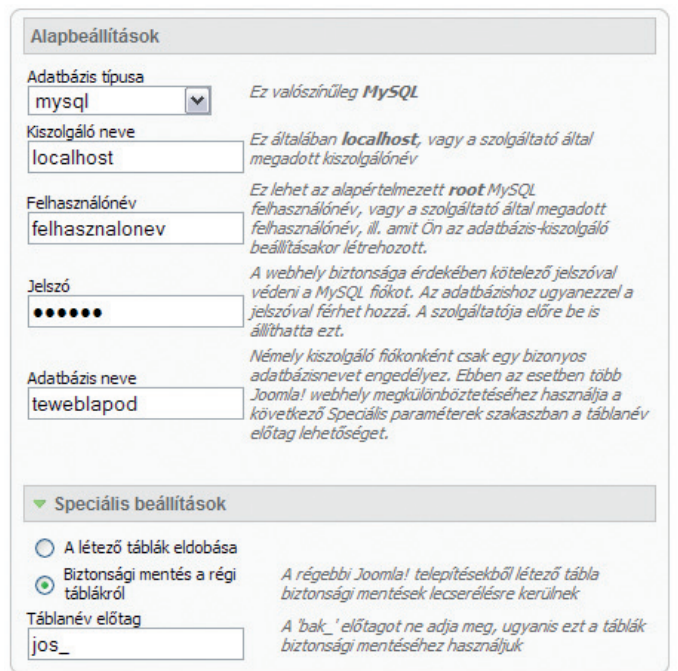 Alapbeállítások
Adatbázis típusa
mysql
Ez valószínűleg MySQL
Kiszolgáló neve
localhost
Ez általában localhost, vagy a szolgáltató által
megadott kiszolgálónév
Felhasználónév
felhasznalonev
Ez lehet az alapértelmezett root MySQL
felhasználónév, vagy a szolgáltató által megadott
felhasználónév, ill. amit Ön az adatbázis-kiszolgáló
beállításakor létrehozott.
Jelszó
●●●●●●
A webhely biztonsága érdekében kötelező jelszóval
védeni a MySQL fiókot. Az adatbázishoz ugyanezzel a
jelszóval férhet hozzá. A szolgáltatója előre be is
állíthatta ezt.
Adatbázis neve
teweblapod
Némely kiszolgáló fiókonként csak egy bizonyos
adatbázisnevet engedélyez. Ebben az esetben több
Joomla! webhely megkülönböztetéséhez használja a
következő Speciális paraméterek szakaszban a táblanév
előtag lehetőséget.
Speciális beállítások
A létező táblák eldobása
Biztonsági mentés a régi
táblákról
A régebbi Joomla! telepítésekből létező tábla
biztonsági mentések lecserélésre kerülnek
Táblanév előtag
jos_
A 'bak_' előtagot ne adja meg, ugyanis ezt a táblák
biztonsági mentéséhez használjuk